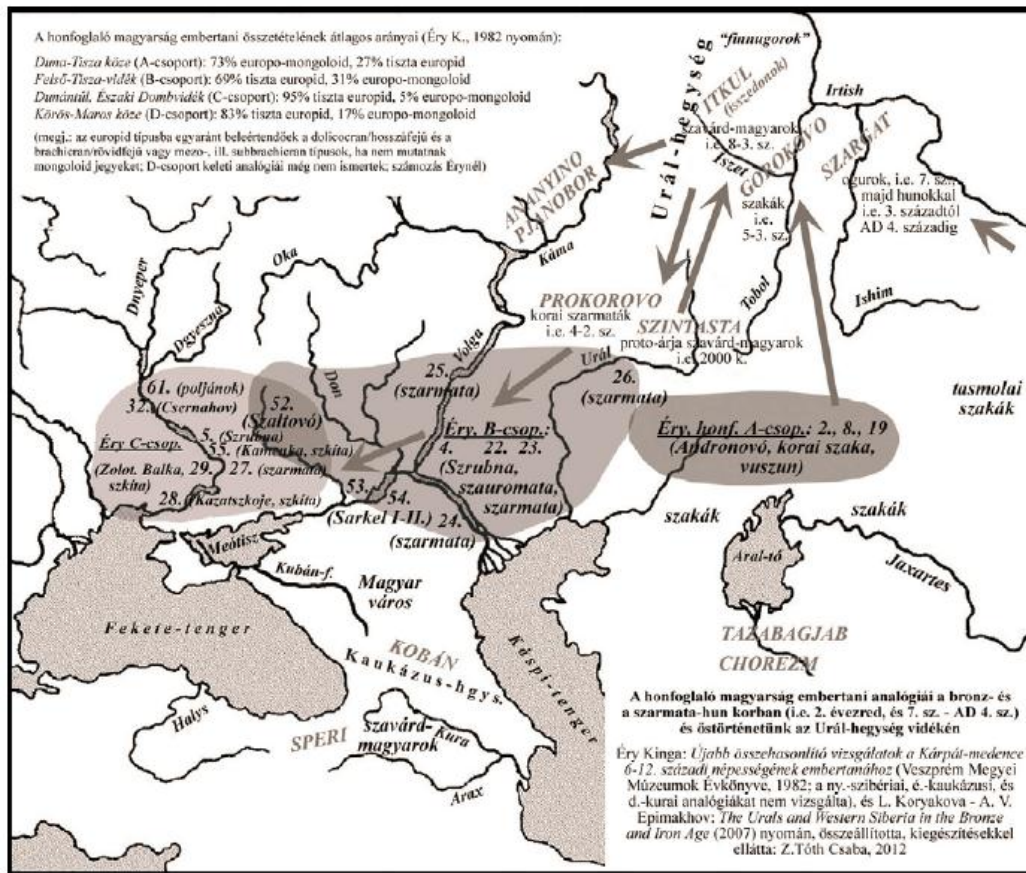 A honfoglaló magyarság embertani összetételének átlagos arányai (Éry K., 1982 nyomán):
Duna-Tisza köze (A-csoport): 73% europo-mongoloid, 27% tiszta europid
Felső-Tisza-vidék (B-csoport): 69% tiszta europid, 31% europo-mongoloid
Dunántúl, Északi Dombvidék (C-csoport): 95% tiszta europid, 5% europo-mongoloid
Körös-Maros köze (D-csoport): 83% tiszta europid, 17% europo-mongoloid
(megj.: az europid típusba egyaránt beleértendőek a dolicocran/hosszúfejú és a
brachicran/rövidfejú vagy mezo-, ill. subbrachicran típusok, ha nem mutatnak
mongoloid jegyeket; D-csoport keleti analógiái még nem ismertek; számozás Érynél)
"finnugorok"
Urál-hegység
ITKUL
(isszedonok)
szavárd-magyarok
i.e. 8-3. sz.
Irtish
Iszet
GOROKOVO
szakák
i.e.
5-3. sz.
SZARGAT
ogurok, i.e. 7. sz.,
majd hunokkal
i.e. 3. századtól
AD 4. századig
ANANYINO
PJANOBOR
Káma
Oka
Dnyeper
Dgyeszna
Don
Volga
Tobol
Ishim
PROKOROVO
korai szarmaták
i.e. 4-2. sz.
SZINTASTA
proto-árja szavárd-magyarok
i.e. 2000 k.
Urál
25.
(szarmata)
26.
(szarmata)
tasmolai
szakák
61. (poljánok)
32. (Csernahov)
52.
(Szaltovó)
Éry C-csop.
5. (Szrubna)
55. (Kamenka, szkíta)
(Zolot. Balka, 29.
szkíta)
27. (szarmata)
28. (Kazatszkoje, szkíta)
Éry. B-csop.:
4. 22. 23.
(Szrubna,
szauromata,
szarmata)
Éry, honf. A-csop.: 2., 8., 19
(Andronovó, korai szaka,
vuszun)
53.
54.
(Sarkel I-II.)
24.
(szarmata)
szakák
szakák
Meótisz
Kubán-f.
Magyar
város
Aral-tó
Jaxartes
Fekete-tenger
KOBÁN
Kaukázus-hgys.
Káspi-tenger
TAZABAGJAB
CHOREZM
Halys
SPERI
Szavárd-
magyarok
Kura
Arax
A honfoglaló magyarság embertani analógiái a bronz- és
a szarmata-hun korban (i.e. 2. évezred, és 7. sz. - AD 4. sz.)
és östörténetünk az Urál-hegység vidékén
Éry Kinga: Újabb összehasonlító vizsgálatok a Kárpát-medence
6-12. századi népességének embertanához (Veszprém Megyei
Múzeumok Évkönyve, 1982; a ny.-szibériai, é.-kaukázusi, és
d.-kurai analógiákat nem vizsgálta), és L. Koryakova - A. V.
Epimakhov: The Urals and Western Siberia in the Bronze
and Iron Age (2007) nyomán, összeállította, kiegészítésekkel
ellátta: Z.Tóth Csaba, 2012